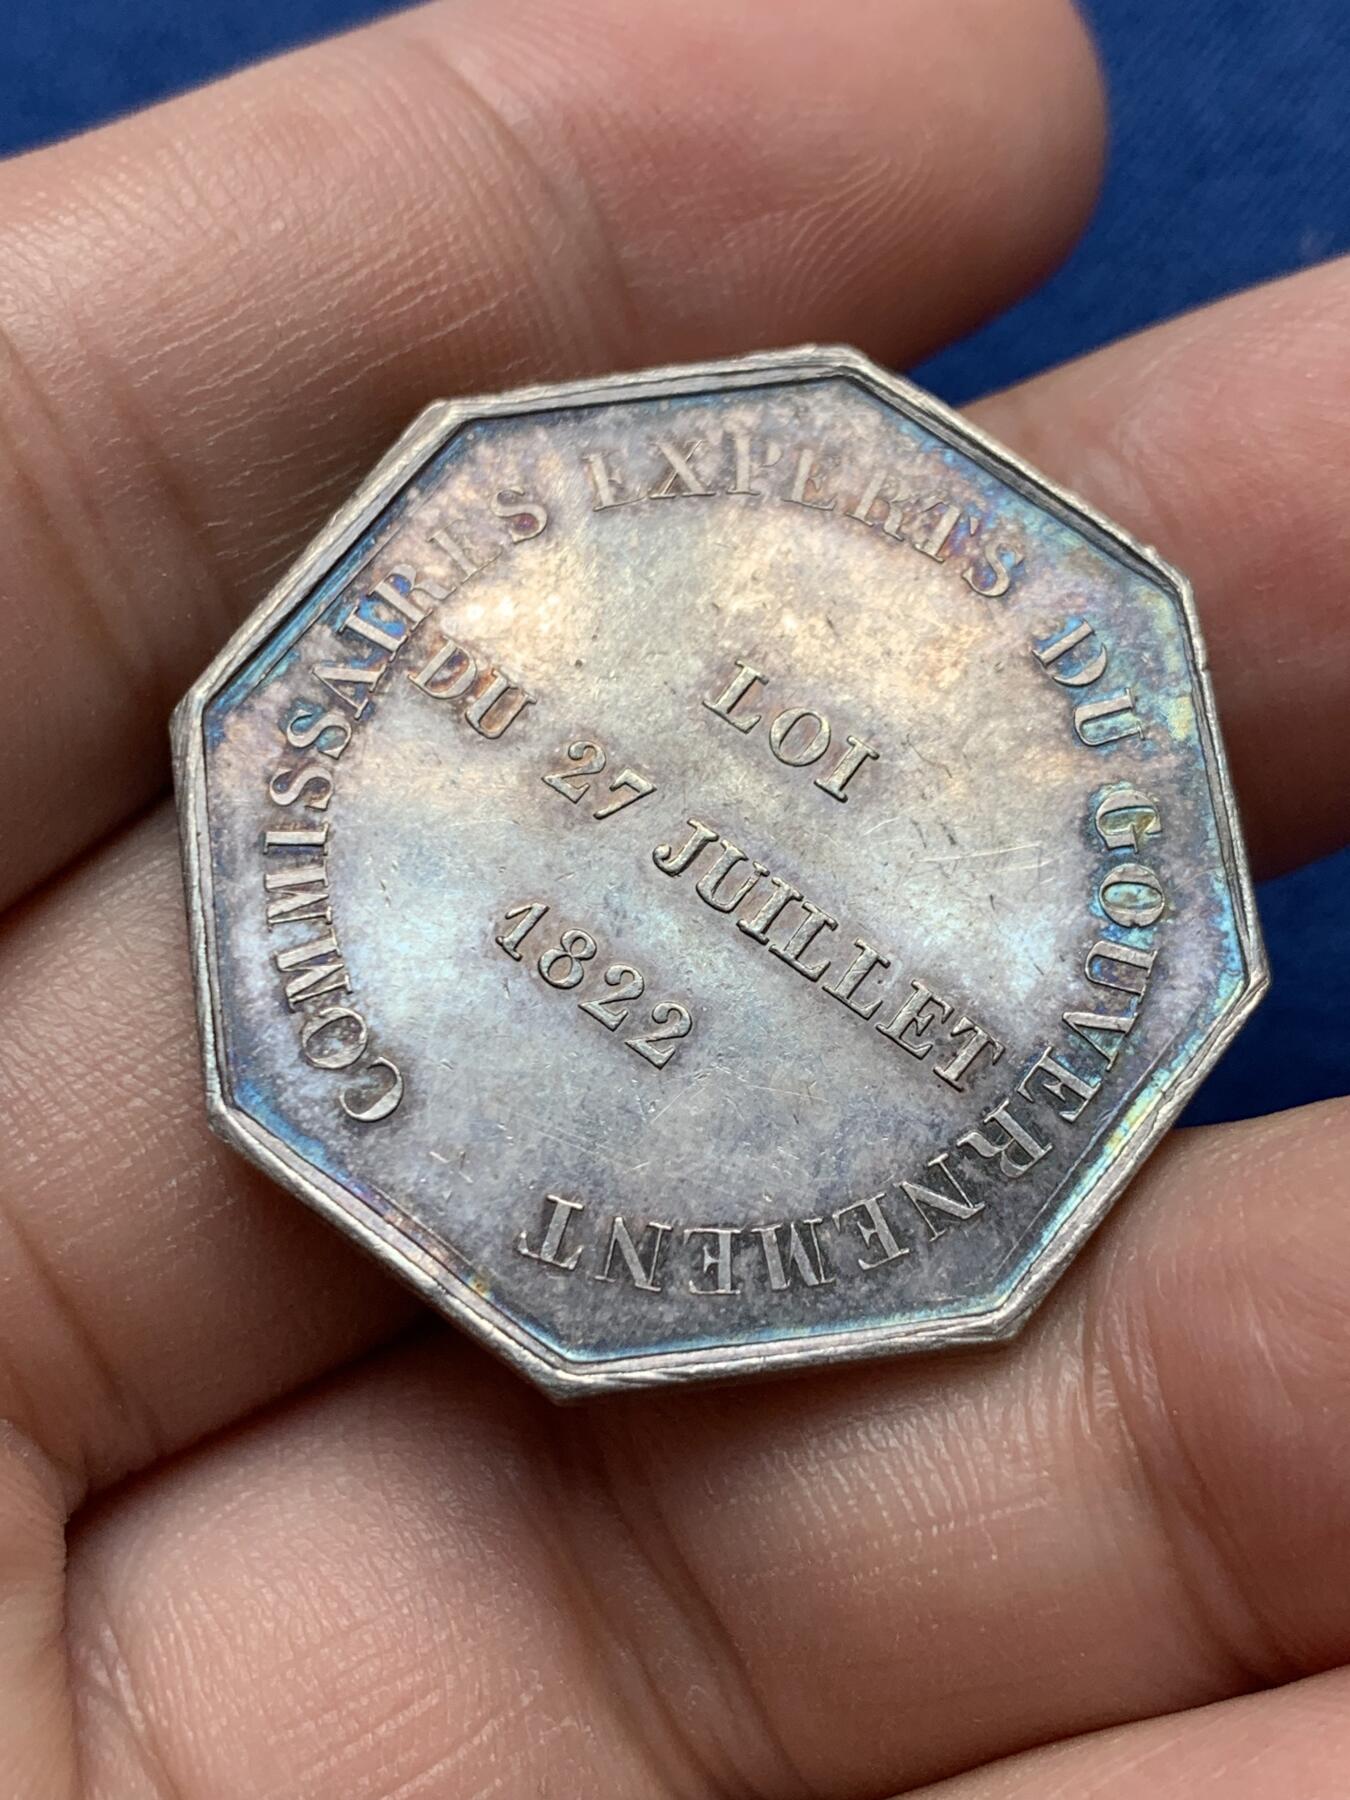 COMMISSAIRES EXPERTS DU GOUVERNEMENT
LOI
DU 27 JUILLET
1822